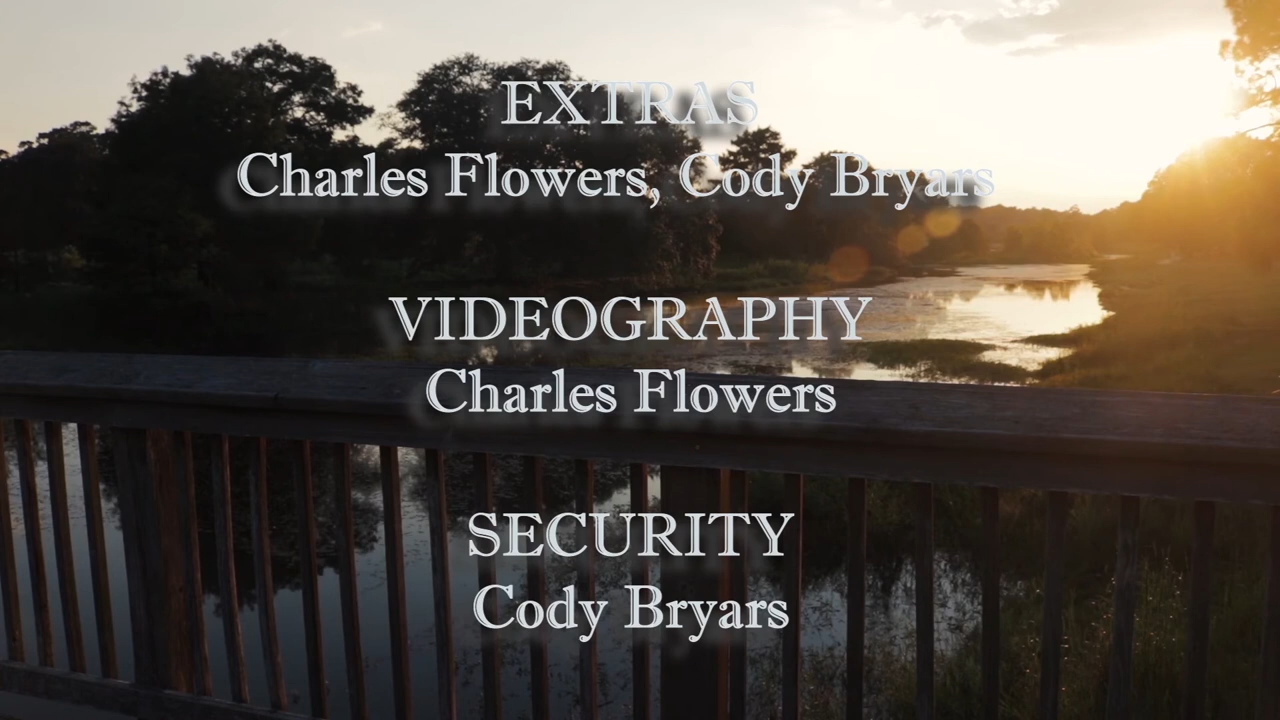 EXTRAS
Charles Flowers, Cody Bryars
VIDEOGRAPHY
Charles Flowers
SECURITY
Cody Bryars